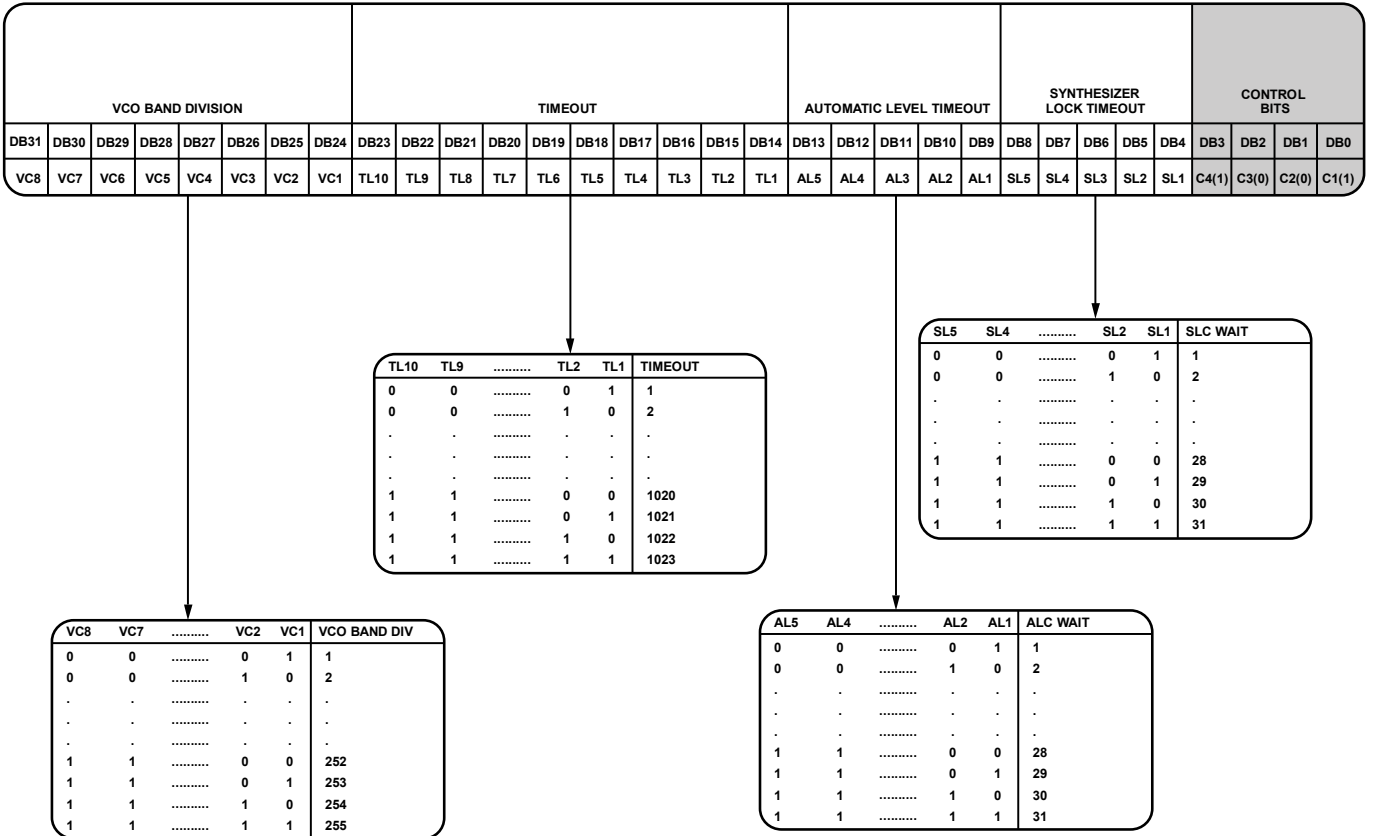 VCO BAND DIVISION TIMEOUT AUTOMATIC LEVEL TIMEOUT SYNTHESIZER LOCK TIMEOUT CONTROL BITS
DB31 DB30 DB29 DB28 DB27 DB26 DB25 DB24 DB23 DB22 DB21 DB20 DB19 DB18 DB17 DB16 DB15 DB14 DB13 DB12 DB11 DB10 DB9 DB8 DB7 DB6 DB5 DB4 DB3 DB2 DB1 DB0
VC8 VC7 VC6 VC5 VC4 VC3 VC2 VC1 TL10 TL9 TL8 TL7 TL6 TL5 TL4 TL3 TL2 TL1 AL5 AL4 AL3 AL2 AL1 SL5 SL4 SL3 SL2 SL1 C4(1) C3(0) C2(0) C1(1)
SL5 SL4 .......... SL2 SL1 SLC WAIT
0 0 .......... 0 1 1
0 0 .......... 1 0 2
. . .......... . . .
. . .......... . . .
. . .......... . . .
1 1 .......... 0 0 28
1 1 .......... 0 1 29
1 1 .......... 1 0 30
1 1 .......... 1 1 31
TL10 TL9 .......... TL2 TL1 TIMEOUT
0 0 .......... 0 1 1
0 0 .......... 1 0 2
. . .......... . . .
. . .......... . . .
. . .......... . . .
1 1 .......... 0 0 1020
1 1 .......... 0 1 1021
1 1 .......... 1 0 1022
1 1 .......... 1 1 1023
VC8 VC7 .......... VC2 VC1 VCO BAND DIV
0 0 .......... 0 1 1
0 0 .......... 1 0 2
. . .......... . . .
. . .......... . . .
. . .......... . . .
1 1 .......... 0 0 252
1 1 .......... 0 1 253
1 1 .......... 1 0 254
1 1 .......... 1 1 255
AL5 AL4 .......... AL2 AL1 ALC WAIT
0 0 .......... 0 1 1
0 0 .......... 1 0 2
. . .......... . . .
. . .......... . . .
. . .......... . . .
1 1 .......... 0 0 28
1 1 .......... 0 1 29
1 1 .......... 1 0 30
1 1 .......... 1 1 31